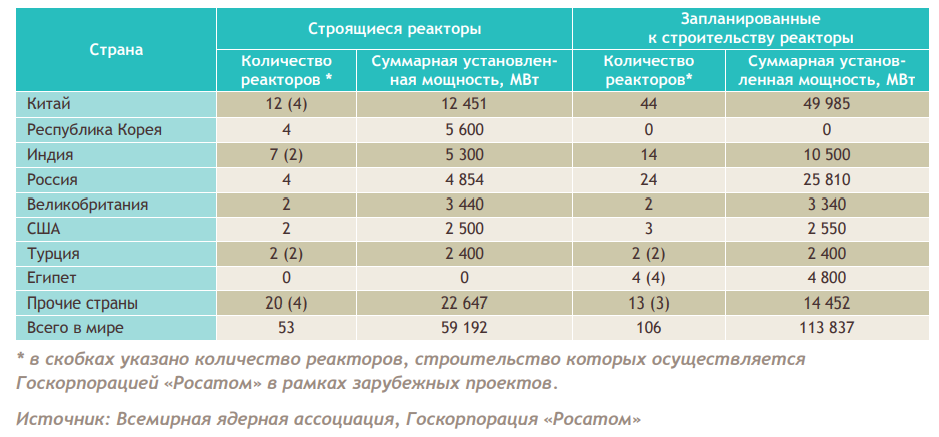 Страна
Строящиеся реакторы
Запланированные
к строительству реакторы
Количество
реакторов *
Суммарная установлен-
ная мощность, МВт
Количество
реакторов*
Суммарная установ-
ленная мощность, МВт
Китай 12 (4) 12 451 44 49 985
Республика Корея 4 5 600 0 0
Индия 7 (2) 5 300 14 10 500
Россия 4 4 854 24 25 810
Великобритания 2 3 440 2 3 340
США 2 2 500 3 2 550
Турция 2 (2) 2 400 2 (2) 2 400
Египет 0 0 4 (4) 4 800
Прочие страны 20 (4) 22 647 13 (3) 14 452
Всего в мире 53 59 192 106 113 837
* в скобках указано количество реакторов, строительство которых осуществляется
Госкорпорацией «Росатом» в рамках зарубежных проектов.
Источник: Всемирная ядерная ассоциация, Госкорпорация «Росатом»